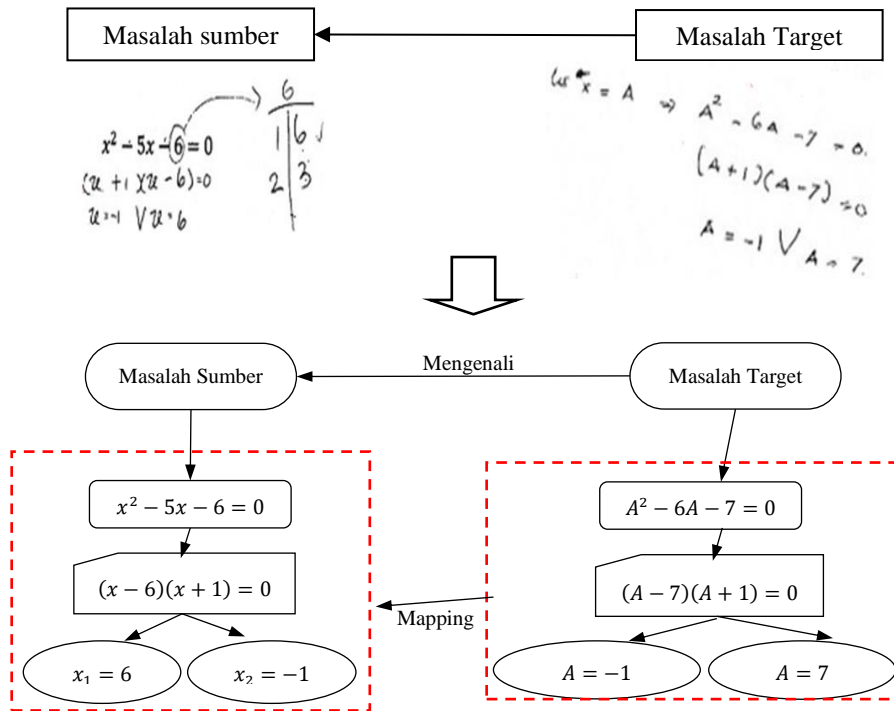 Masalah sumber
Masalah Target
6
x² – 5x – 6 = 0
1 | 6 ✓
(x + 1)(x – 6) = 0
2 | 3
x = –1 ∨ x = 6
x = A ⇒ A² – 6A – 7 = 0.
(A + 1)(A – 7) = 0
A = –1 ∨ A = 7.
Masalah Sumber
Mengenali
Masalah Target
x² − 5x − 6 = 0
A² − 6A − 7 = 0
(x − 6)(x + 1) = 0
(A − 7)(A + 1) = 0
Mapping
x₁ = 6
x₂ = −1
A = −1
A = 7